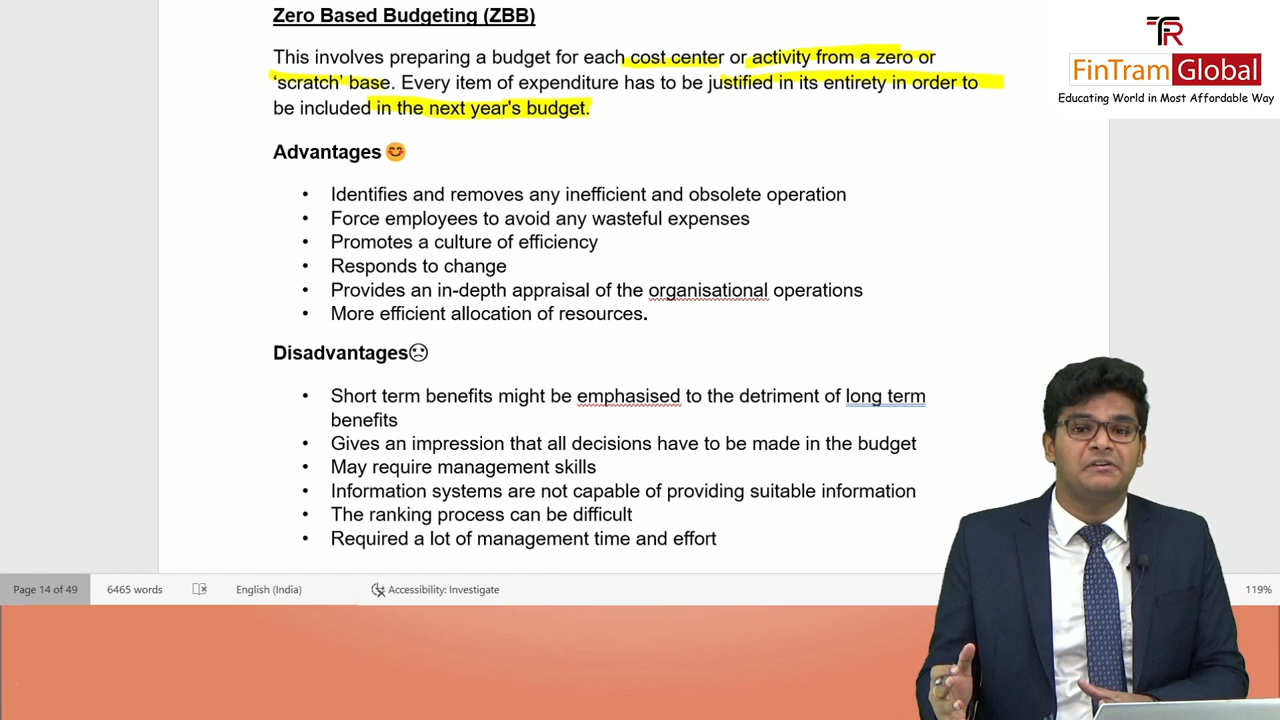 Zero Based Budgeting (ZBB)
This involves preparing a budget for each cost center or activity from a zero or
‘scratch’ base. Every item of expenditure has to be justified in its entirety in order to
be included in the next year's budget.
Advantages
• Identifies and removes any inefficient and obsolete operation
• Force employees to avoid any wasteful expenses
• Promotes a culture of efficiency
• Responds to change
• Provides an in-depth appraisal of the organisational operations
• More efficient allocation of resources.
Disadvantages
• Short term benefits might be emphasised to the detriment of long term
benefits
• Gives an impression that all decisions have to be made in the budget
• May require management skills
• Information systems are not capable of providing suitable information
• The ranking process can be difficult
• Required a lot of management time and effort
Page 14 of 49 6465 words English (India) Accessibility: Investigate 119%
FinTram Global
Educating World in Most Affordable Way